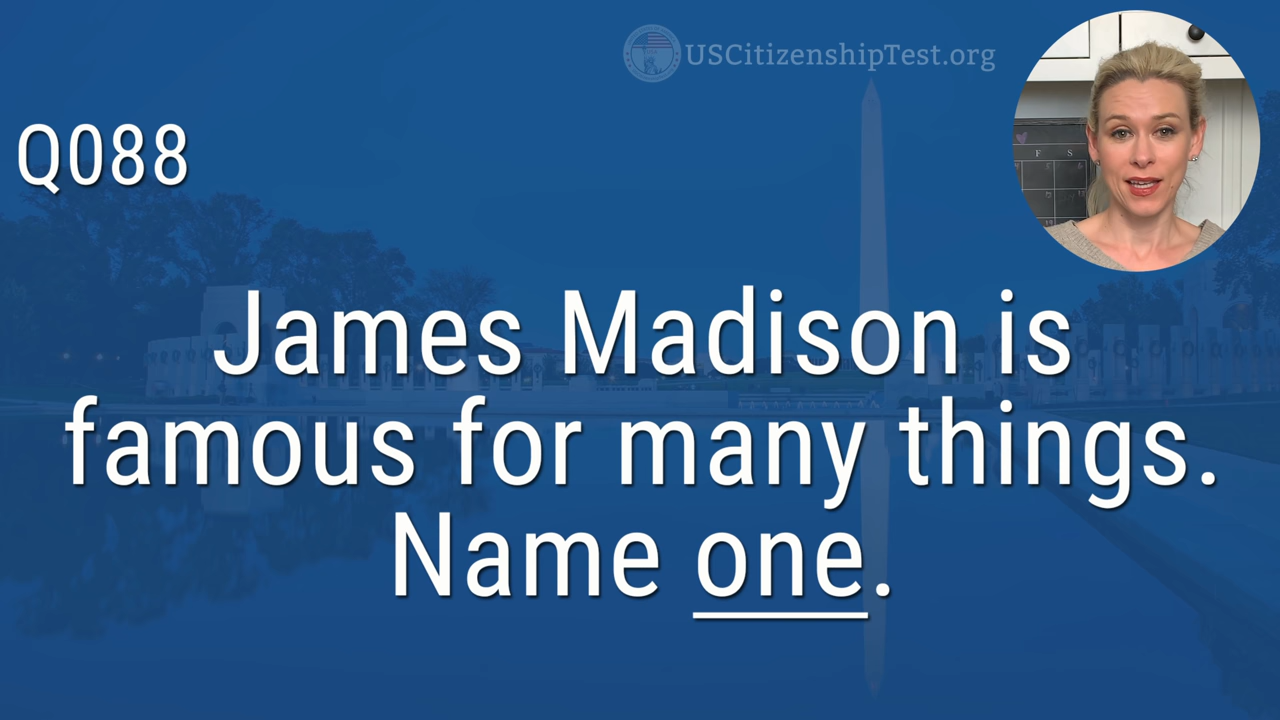 USCitizenshipTest.org
Q088
F S
James Madison is
famous for many things.
Name one.